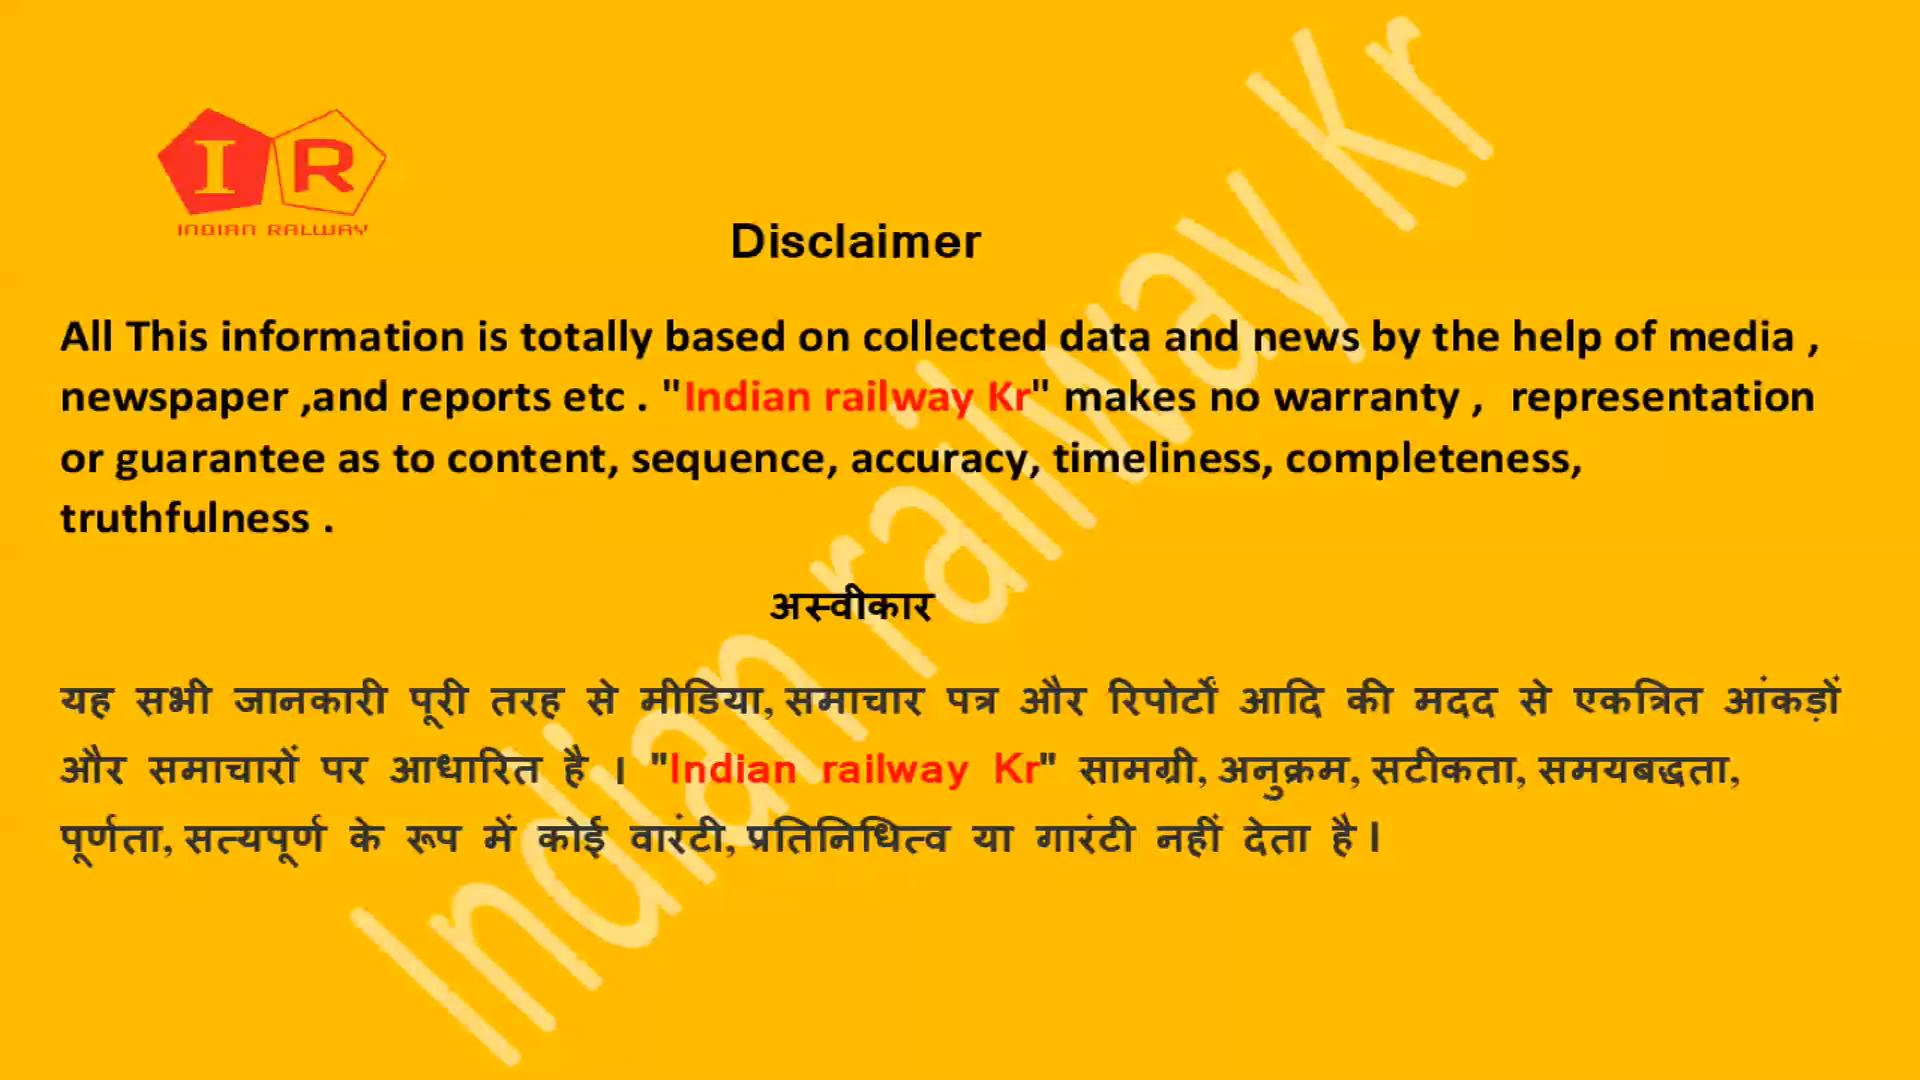 I R
INDIAN RALWAY
Disclaimer
All This information is totally based on collected data and news by the help of media ,
newspaper ,and reports etc . "Indian railway Kr" makes no warranty , representation
or guarantee as to content, sequence, accuracy, timeliness, completeness,
truthfulness .
अस्वीकार
यह सभी जानकारी पूरी तरह से मीडिया, समाचार पत्र और रिपोर्टों आदि की मदद से एकत्रित आंकड़ों
और समाचारों पर आधारित है । "Indian railway Kr" सामग्री, अनुक्रम, सटीकता, समयबद्धता,
पूर्णता, सत्यपूर्ण के रूप में कोई वारंटी, प्रतिनिधित्व या गारंटी नहीं देता है ।
Indian railway Kr